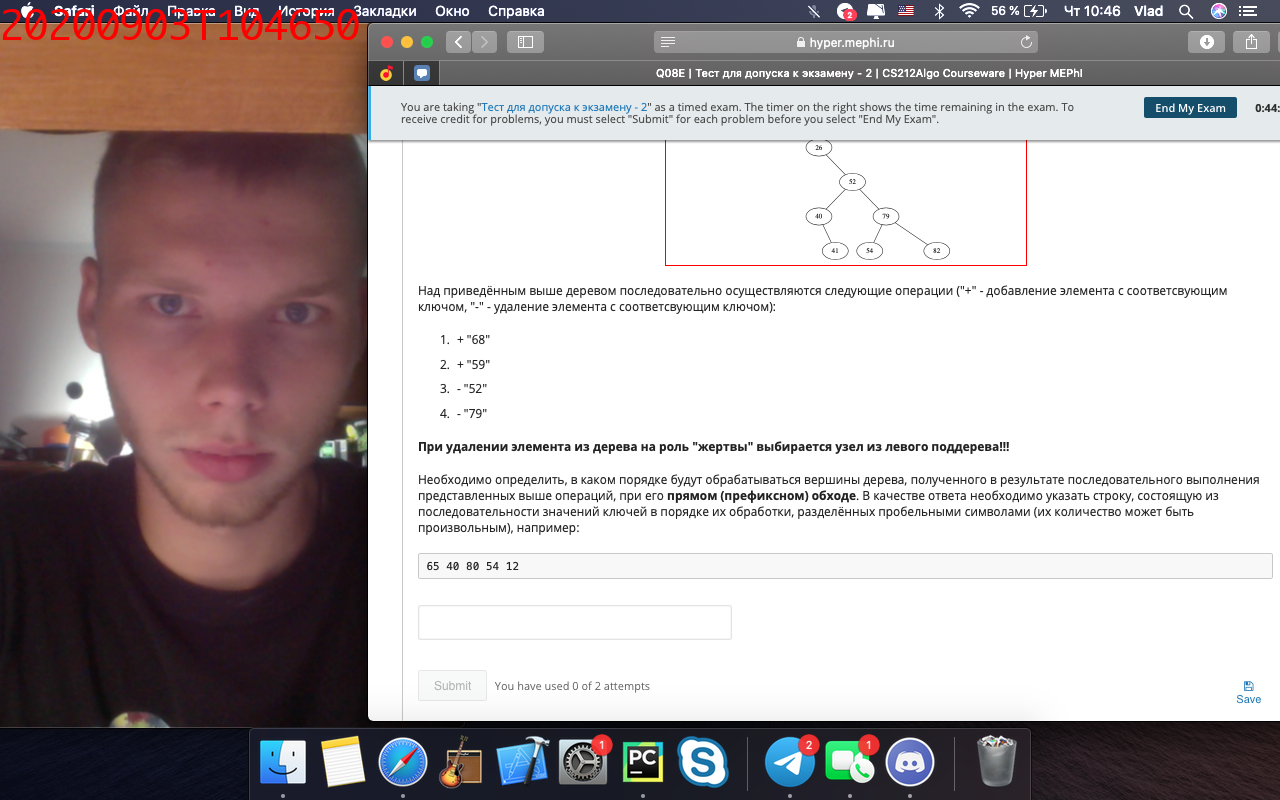 20200903T104650
Safari Файл Правка Вид История Закладки Окно Справка
2 56 % Чт 10:46 Vlad
hyper.mephi.ru
Q08E | Тест для допуска к экзамену - 2 | CS212Algo Courseware | Hyper MEPhI
You are taking "Тест для допуска к экзамену - 2" as a timed exam. The timer on the right shows the time remaining in the exam. To
receive credit for problems, you must select "Submit" for each problem before you select "End My Exam".
End My Exam
0:44:
26
52
40 79
41 54 82
Над приведённым выше деревом последовательно осуществляются следующие операции ("+" - добавление элемента с соответсвующим
ключом, "-" - удаление элемента с соответсвующим ключом):
1. + "68"
2. + "59"
3. - "52"
4. - "79"
При удалении элемента из дерева на роль "жертвы" выбирается узел из левого поддерева!!!
Необходимо определить, в каком порядке будут обрабатываться вершины дерева, полученного в результате последовательного выполнения
представленных выше операций, при его прямом (префиксном) обходе. В качестве ответа необходимо указать строку, состоящую из
последовательности значений ключей в порядке их обработки, разделённых пробельными символами (их количество может быть
произвольным), например:
65 40 80 54 12
Submit You have used 0 of 2 attempts
Save
1 PC 2 1